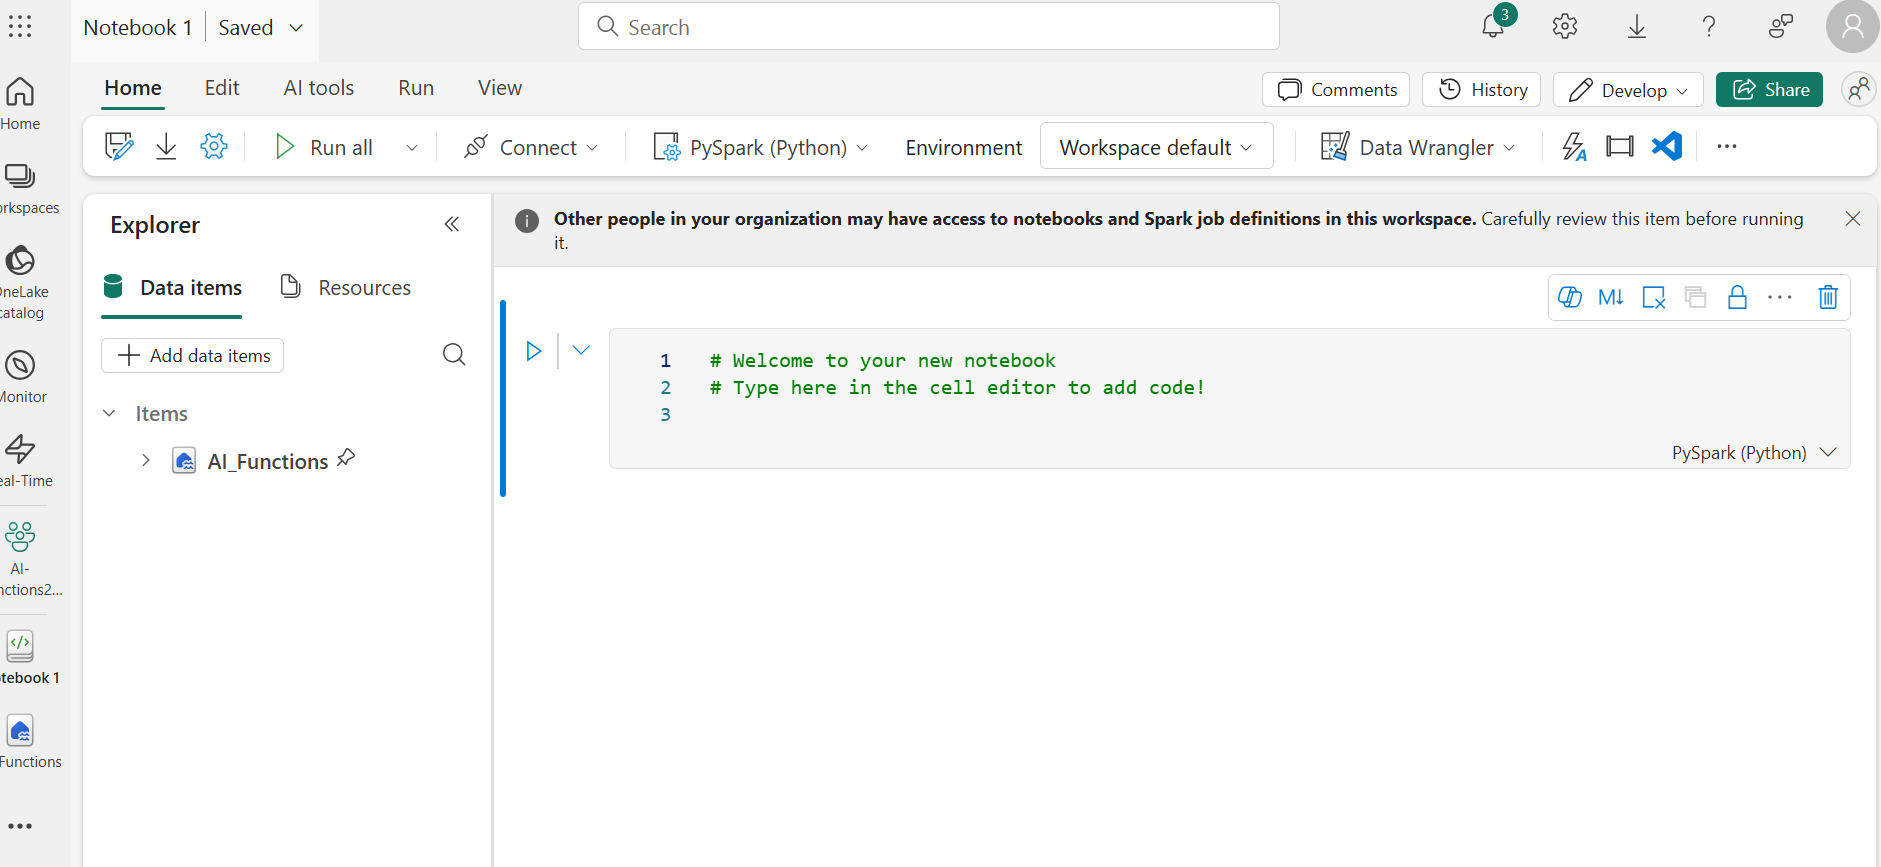 Notebook 1 Saved
Search
3
Home Edit AI tools Run View
Comments History Develop Share
Run all Connect PySpark (Python) Environment Workspace default Data Wrangler
Home
rkspaces
neLake
catalog
Monitor
eal-Time
AI-
nctions2...
tebook 1
Functions
Explorer
Data items Resources
Add data items
Items
AI_Functions
Other people in your organization may have access to notebooks and Spark job definitions in this workspace. Carefully review this item before running
it.
M↓
1 # Welcome to your new notebook
2 # Type here in the cell editor to add code!
3
PySpark (Python)